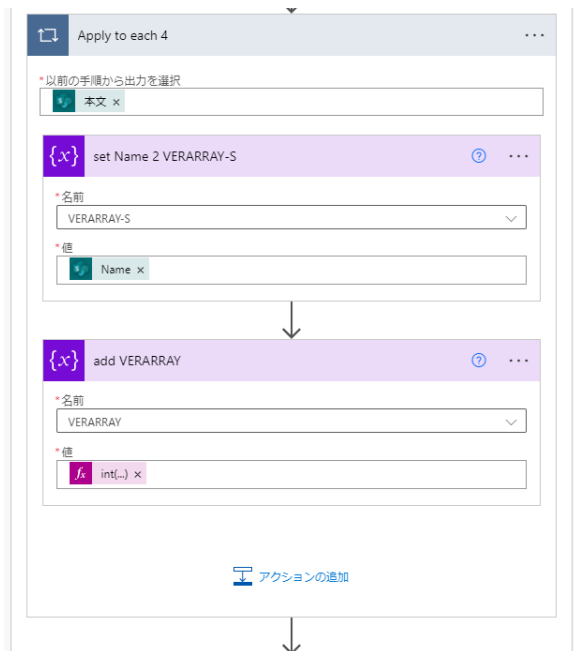 Apply to each 4
*以前の手順から出力を選択
本文 ×
{x} set Name 2 VERARRAY-S
*名前
VERARRAY-S
*値
Name ×
{x} add VERARRAY
*名前
VERARRAY
*値
fx int(...) ×
アクションの追加